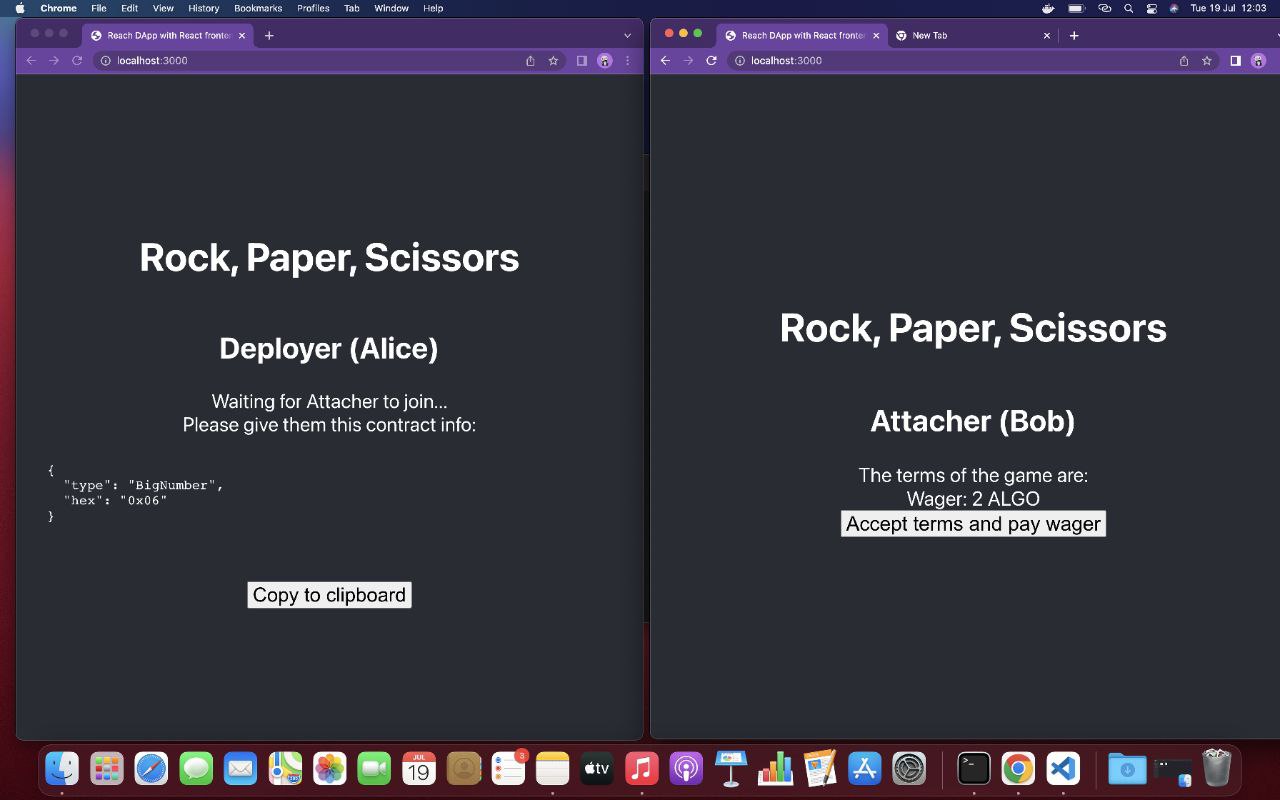 Chrome File Edit View History Bookmarks Profiles Tab Window Help Tue 19 Jul 12:03
Reach DApp with React fronter
localhost:3000
Rock, Paper, Scissors
Deployer (Alice)
Waiting for Attacher to join...
Please give them this contract info:
{
"type": "BigNumber",
"hex": "0x06"
}
Copy to clipboard
Reach DApp with React fronter New Tab
localhost:3000
Rock, Paper, Scissors
Attacher (Bob)
The terms of the game are:
Wager: 2 ALGO
Accept terms and pay wager
JUL
19
3
tv
>_